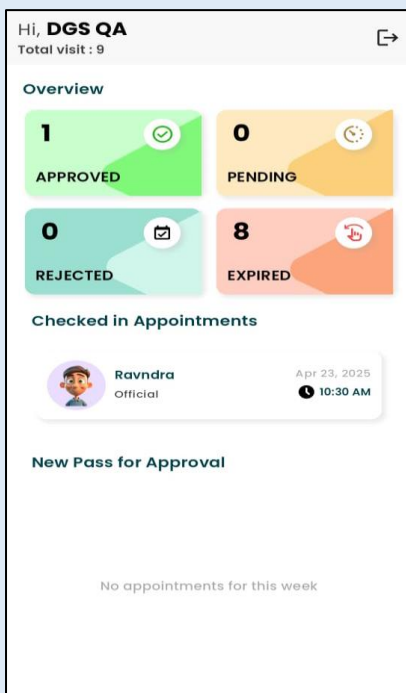 Hi, DGS QA
Total visit : 9
Overview
1
APPROVED
0
PENDING
0
REJECTED
8
EXPIRED
Checked in Appointments
Ravndra
Official
Apr 23, 2025
10:30 AM
New Pass for Approval
No appointments for this week